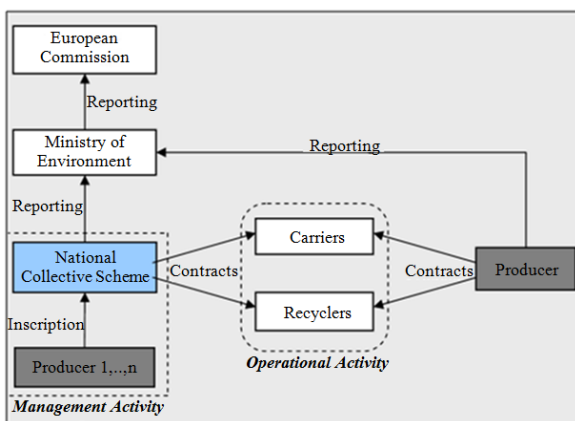 European
Commission
Reporting
Ministry of
Environment
Reporting
Reporting
National
Collective Scheme
Contracts
Carriers
Recyclers
Contracts
Producer
Inscription
Producer 1,..,n
Operational Activity
Management Activity